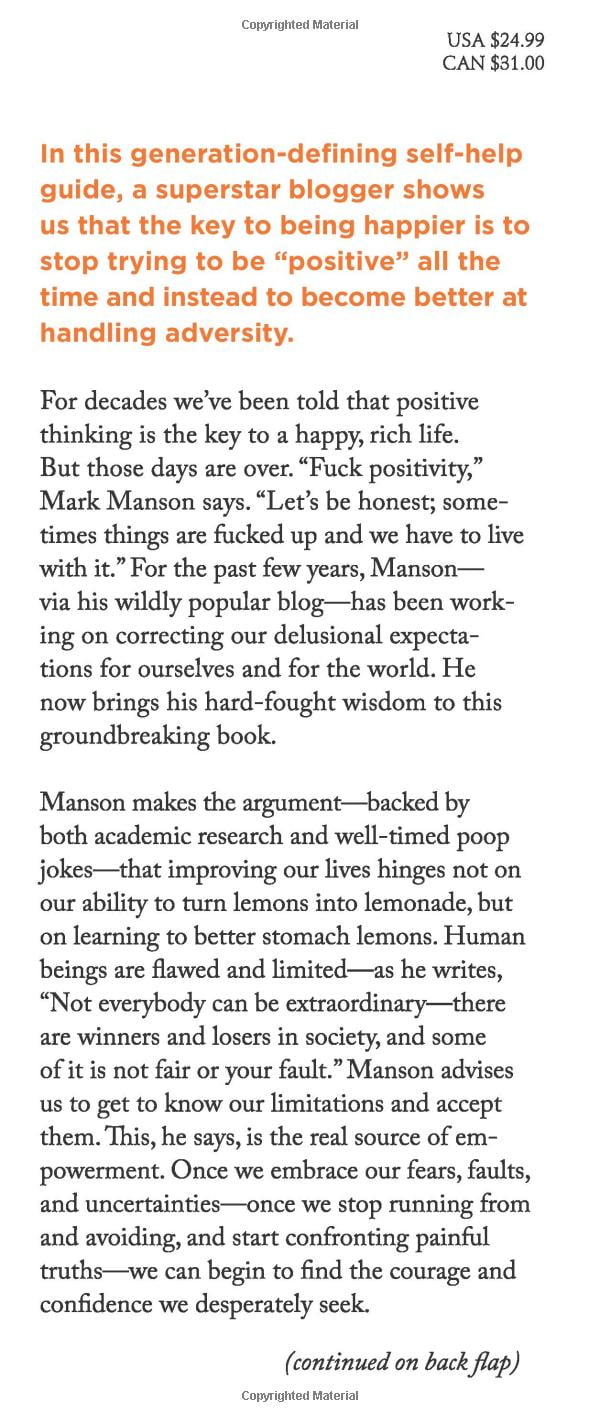 Copyrighted Material
USA $24.99
CAN $31.00
In this generation-defining self-help
guide, a superstar blogger shows
us that the key to being happier is to
stop trying to be “positive” all the
time and instead to become better at
handling adversity.
For decades we’ve been told that positive
thinking is the key to a happy, rich life.
But those days are over. “Fuck positivity,”
Mark Manson says. “Let’s be honest; some-
times things are fucked up and we have to live
with it.” For the past few years, Manson—
via his wildly popular blog—has been work-
ing on correcting our delusional expecta-
tions for ourselves and for the world. He
now brings his hard-fought wisdom to this
groundbreaking book.
Manson makes the argument—backed by
both academic research and well-timed poop
jokes—that improving our lives hinges not on
our ability to turn lemons into lemonade, but
on learning to better stomach lemons. Human
beings are flawed and limited—as he writes,
“Not everybody can be extraordinary—there
are winners and losers in society, and some
of it is not fair or your fault.” Manson advises
us to get to know our limitations and accept
them. This, he says, is the real source of em-
powerment. Once we embrace our fears, faults,
and uncertainties—once we stop running from
and avoiding, and start confronting painful
truths—we can begin to find the courage and
confidence we desperately seek.
(continued on back flap)
Copyrighted Material